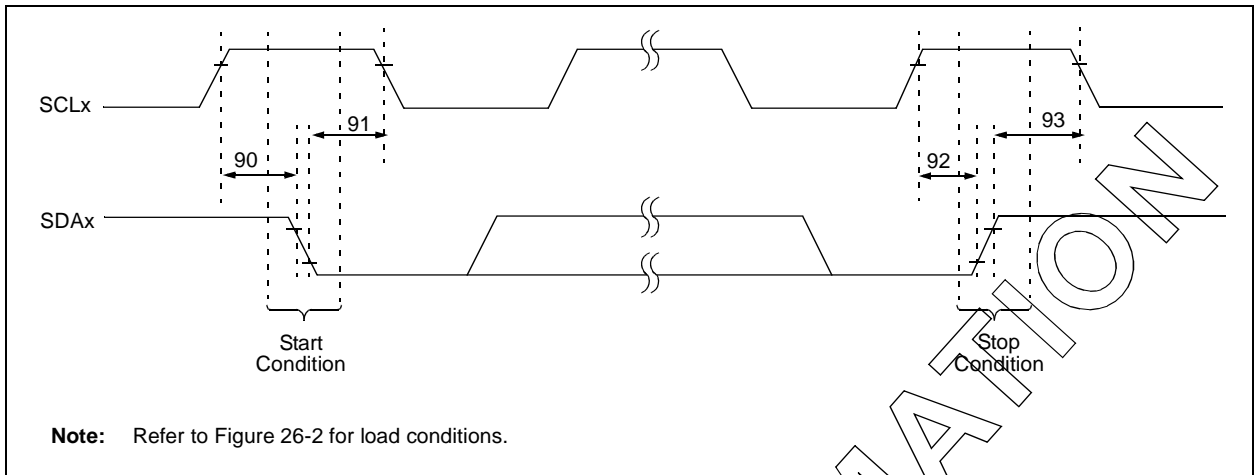 SCLx
91
93
90
92
SDAx
Start
Condition
Stop
Condition
Note: Refer to Figure 26-2 for load conditions.
MATION